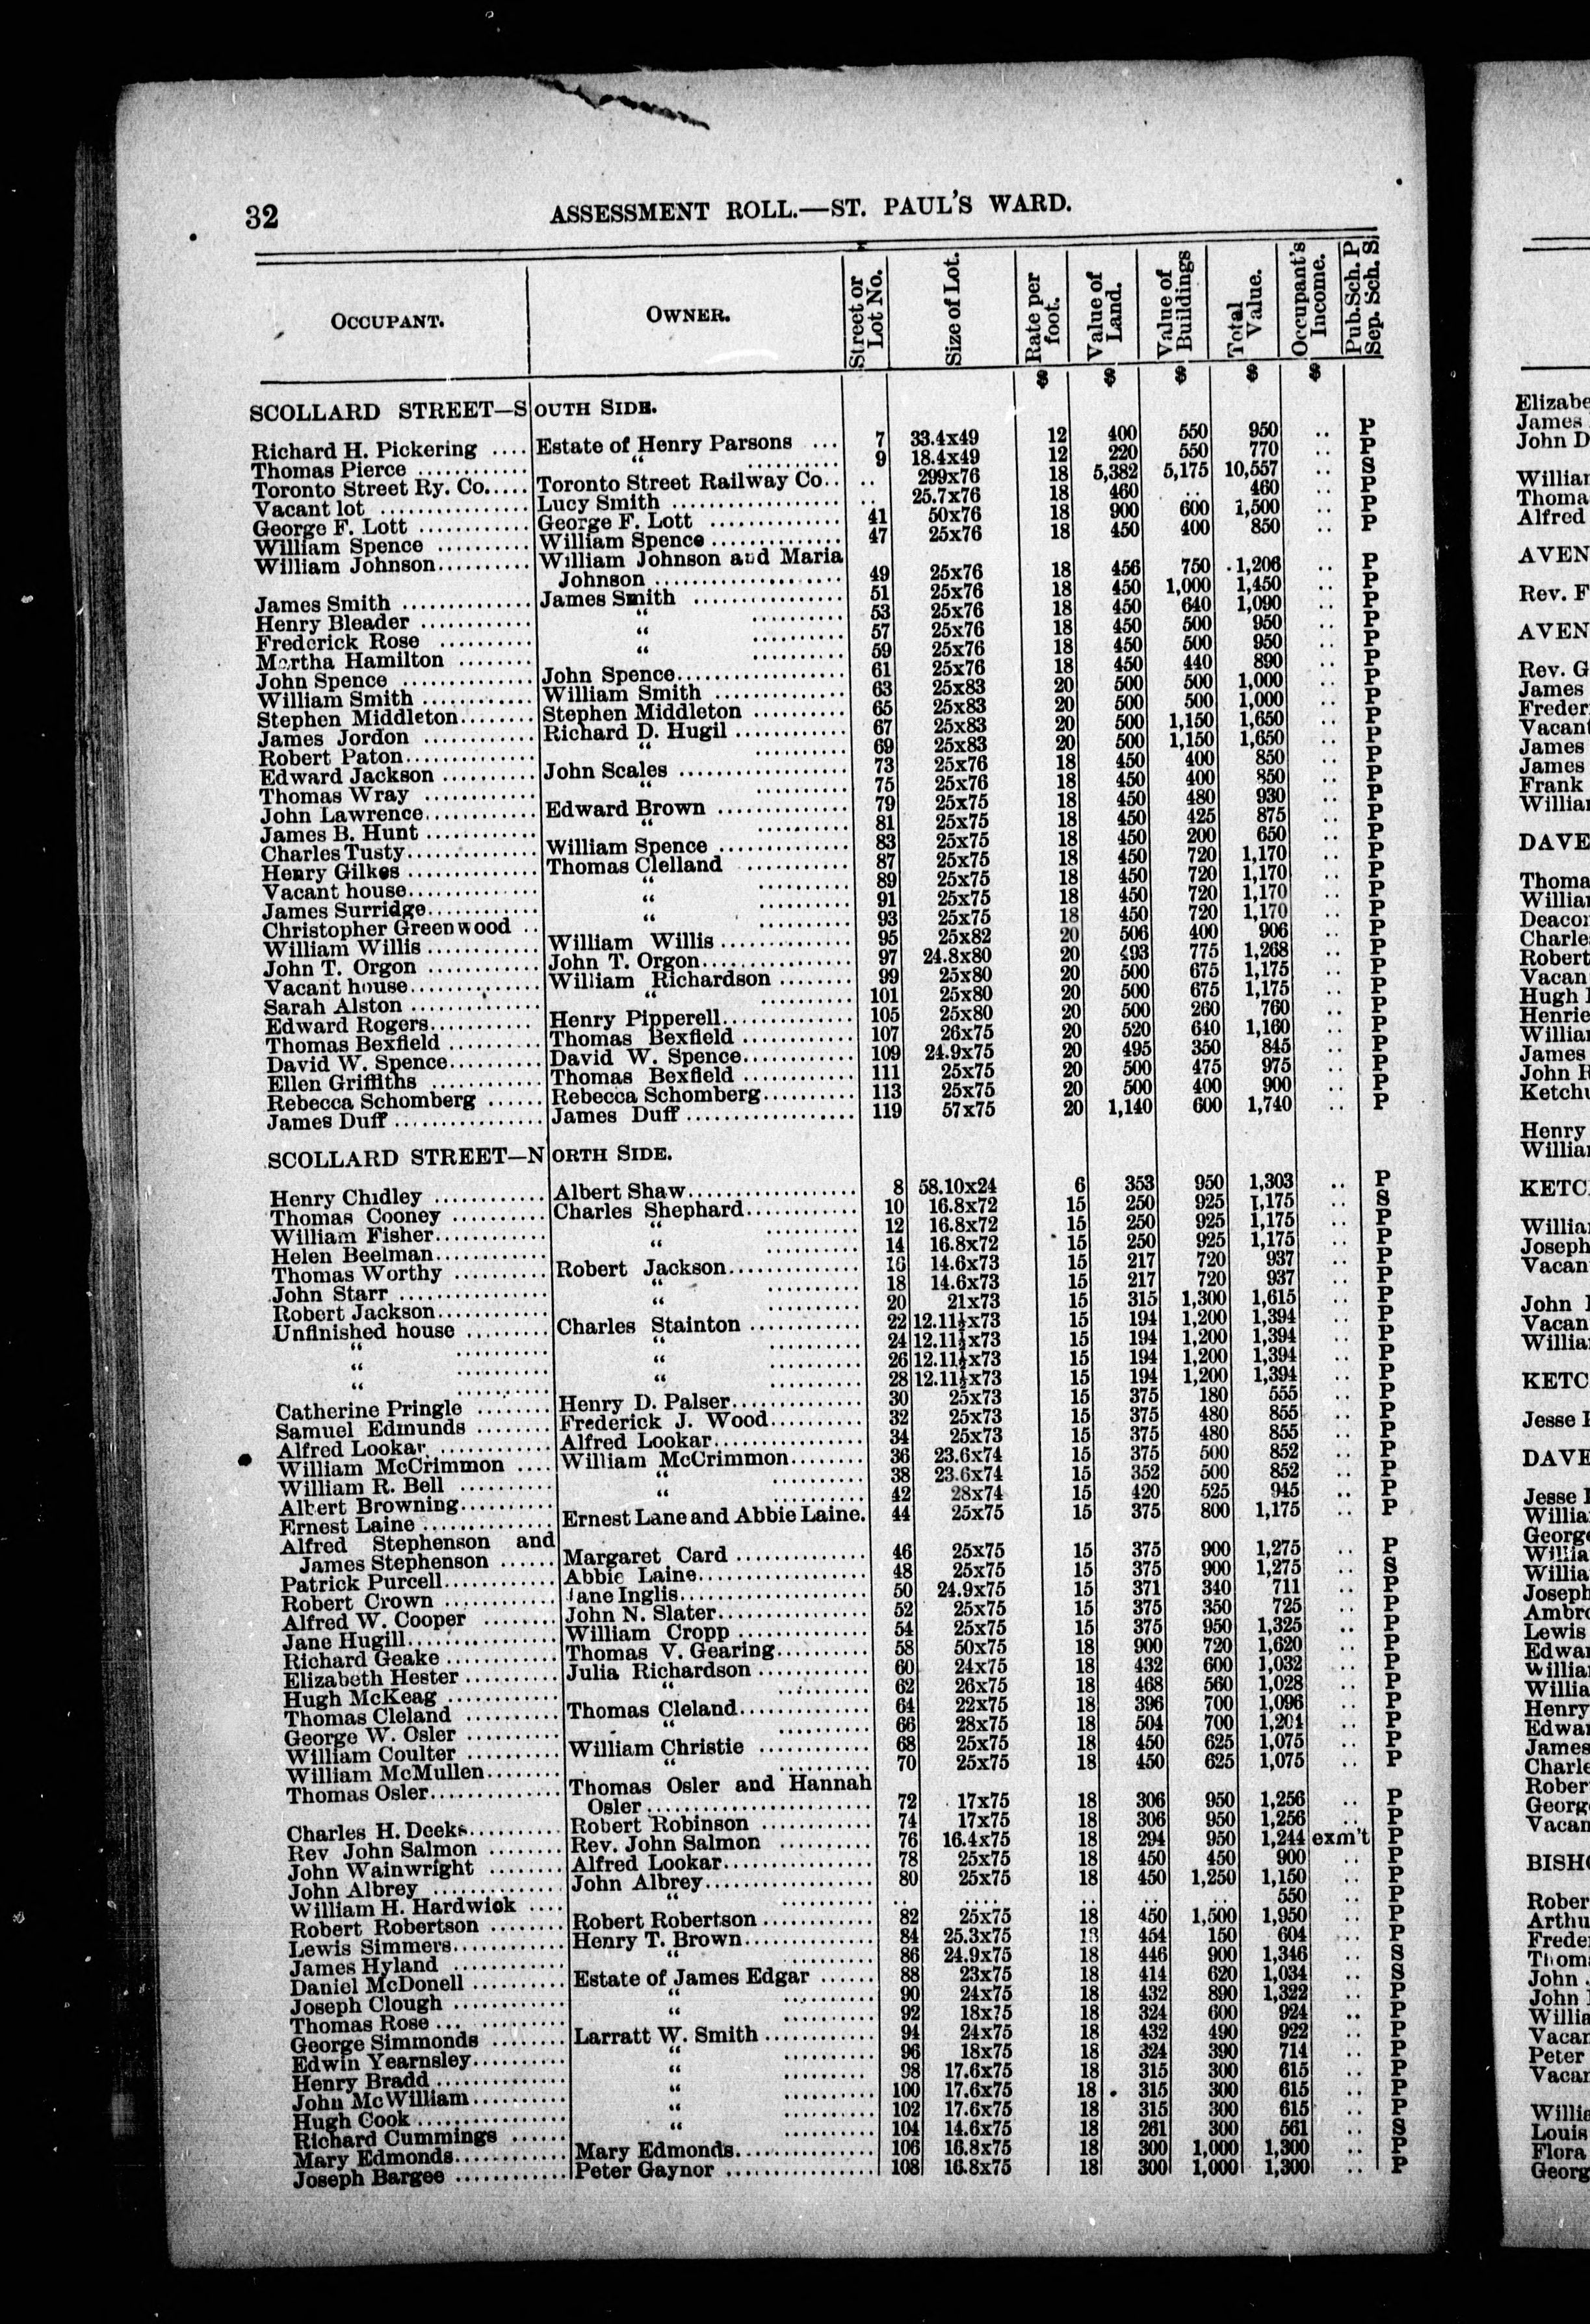 32 ASSESSMENT ROLL.—ST. PAUL'S WARD.
OCCUPANT. OWNER. Street or Lot No. Size of Lot. Rate per foot. Value of Land. Value of Buildings Total Value. Occupant's Income. Pub.Sch. P Sep. Sch. S.
$ $ $ $ $
SCOLLARD STREET—SOUTH SIDE.
Richard H. Pickering .... Estate of Henry Parsons ... 7 33.4x49 12 400 550 950 .. P
Thomas Pierce ............ " .......... 9 18.4x49 12 220 550 770 .. P
Toronto Street Ry. Co..... Toronto Street Railway Co.. .. 299x76 18 5,382 5,175 10,557 .. S
Vacant lot ................ Lucy Smith .................. .. 25.7x76 18 460 .. 460 .. P
George F. Lott ............ George F. Lott .............. 41 50x76 18 900 600 1,500 .. P
William Spence .......... William Spence .............. 47 25x76 18 450 400 850 .. P
William Johnson.......... William Johnson and Maria
Johnson .................... 49 25x76 18 456 750 1,206 .. P
James Smith .............. James Smith ................ 51 25x76 18 450 1,000 1,450 .. P
Henry Bleader ............ " .......... 53 25x76 18 450 640 1,090 .. P
Frederick Rose .......... " .......... 57 25x76 18 450 500 950 .. P
Martha Hamilton ........ " .......... 59 25x76 18 450 500 950 .. P
John Spence .............. John Spence.................. 61 25x76 18 450 440 890 .. P
William Smith ............ William Smith .............. 63 25x83 20 500 500 1,000 .. P
Stephen Middleton........ Stephen Middleton .......... 65 25x83 20 500 500 1,000 .. P
James Jordon ............ Richard D. Hugil ............ 67 25x83 20 500 1,150 1,650 .. P
Robert Paton.............. " .......... 69 25x83 20 500 1,150 1,650 .. P
Edward Jackson .......... John Scales .................. 73 25x76 18 450 400 850 .. P
Thomas Wray ............ " .......... 75 25x76 18 450 400 850 .. P
John Lawrence............ Edward Brown .............. 79 25x75 18 450 480 930 .. P
James B. Hunt ............ " .......... 81 25x75 18 450 425 875 .. P
Charles Tusty.............. William Spence .............. 83 25x75 18 450 200 650 .. P
Henry Gilkes .............. Thomas Clelland ............ 87 25x75 18 450 720 1,170 .. P
Vacant house.............. " .......... 89 25x75 18 450 720 1,170 .. P
James Surridge............ " .......... 91 25x75 18 450 720 1,170 .. P
Christopher Greenwood .. " .......... 93 25x75 18 450 720 1,170 .. P
William Willis ............ William Willis .............. 95 25x82 20 506 400 906 .. P
John T. Orgon ............ John T. Orgon................ 97 24.8x80 20 493 775 1,268 .. P
Vacant house.............. William Richardson ........ 99 25x80 20 500 675 1,175 .. P
Sarah Alston .............. " .......... 101 25x80 20 500 675 1,175 .. P
Edward Rogers............ Henry Pipperell.............. 105 25x80 20 500 260 760 .. P
Thomas Bexfield .......... Thomas Bexfield ............ 107 26x75 20 520 640 1,160 .. P
David W. Spence.......... David W. Spence............ 109 24.9x75 20 495 350 845 .. P
Ellen Griffiths ............ Thomas Bexfield ............ 111 25x75 20 500 475 975 .. P
Rebecca Schomberg ...... Rebecca Schomberg.......... 113 25x75 20 500 400 900 .. P
James Duff ................ James Duff .................. 119 57x75 20 1,140 600 1,740 .. P
SCOLLARD STREET—NORTH SIDE.
Henry Chidley ............ Albert Shaw.................. 8 58.10x24 6 353 950 1,303 .. P
Thomas Cooney .......... Charles Shephard............ 10 16.8x72 15 250 925 1,175 .. S
William Fisher............ " .......... 12 16.8x72 15 250 925 1,175 .. P
Helen Beelman............ " .......... 14 16.8x72 15 250 925 1,175 .. P
Thomas Worthy .......... Robert Jackson.............. 16 14.6x73 15 217 720 937 .. P
John Starr ................ " .......... 18 14.6x73 15 217 720 937 .. P
Robert Jackson............ " .......... 20 21x73 15 315 1,300 1,615 .. P
Unfinished house ......... Charles Stainton ............ 22 12.11½x73 15 194 1,200 1,394 .. P
" .......... " .......... 24 12.11½x73 15 194 1,200 1,394 .. P
" .......... " .......... 26 12.11½x73 15 194 1,200 1,394 .. P
" .......... " .......... 28 12.11½x73 15 194 1,200 1,394 .. P
Catherine Pringle ........ Henry D. Palser.............. 30 25x73 15 375 180 555 .. P
Samuel Edmunds ........ Frederick J. Wood.......... 32 25x73 15 375 480 855 .. P
Alfred Lookar ............ Alfred Lookar................ 34 25x73 15 375 480 855 .. P
William McCrimmon .... William McCrimmon........ 36 23.6x74 15 375 500 852 .. P
William R. Bell .......... " .......... 38 23.6x74 15 352 500 852 .. P
Albert Browning.......... " .......... 42 28x74 15 420 525 945 .. P
Ernest Laine .............. Ernest Lane and Abbie Laine. 44 25x75 15 375 800 1,175 .. P
Alfred Stephenson and
James Stephenson ...... Margaret Card .............. 46 25x75 15 375 900 1,275 .. P
Patrick Purcell............ Abbie Laine.................. 48 25x75 15 375 900 1,275 .. S
Robert Crown ............ Jane Inglis.................... 50 24.9x75 15 371 340 711 .. P
Alfred W. Cooper ........ John N. Slater................ 52 25x75 15 375 350 725 .. P
Jane Hugill................ William Cropp .............. 54 25x75 15 375 950 1,325 .. P
Richard Geake ............ Thomas V. Gearing.......... 58 50x75 18 900 720 1,620 .. P
Elizabeth Hester .......... Julia Richardson ............ 60 24x75 18 432 600 1,032 .. P
Hugh McKeag ............ " .......... 62 26x75 18 468 560 1,028 .. P
Thomas Cleland .......... Thomas Cleland.............. 64 22x75 18 396 700 1,096 .. P
George W. Osler .......... " .......... 66 28x75 18 504 700 1,204 .. P
William Coulter .......... William Christie ............ 68 25x75 18 450 625 1,075 .. P
William McMullen........ " .......... 70 25x75 18 450 625 1,075 .. P
Thomas Osler.............. Thomas Osler and Hannah
Osler........................ 72 17x75 18 306 950 1,256 .. P
Charles H. Deeks.......... Robert Robinson ............ 74 17x75 18 306 950 1,256 .. P
Rev John Salmon ........ Rev. John Salmon .......... 76 16.4x75 18 294 950 1,244 exm't P
John Wainwright ........ Alfred Lookar................ 78 25x75 18 450 450 900 .. P
John Albrey .............. John Albrey.................. 80 25x75 18 450 1,250 1,150 .. P
William H. Hardwick .... " .......... .. .... .. .. .. 550 .. P
Robert Robertson ........ Robert Robertson ............ 82 25x75 18 450 1,500 1,950 .. P
Lewis Simmers............ Henry T. Brown.............. 84 25.3x75 18 454 150 604 .. P
James Hyland ............ " .......... 86 24.9x75 18 446 900 1,346 .. S
Daniel McDonell .......... Estate of James Edgar ...... 88 23x75 18 414 620 1,034 .. S
Joseph Clough ............ " .......... 90 24x75 18 432 890 1,322 .. P
Thomas Rose ... .......... " .......... 92 18x75 18 324 600 924 .. P
George Simmonds ........ Larratt W. Smith ............ 94 24x75 18 432 490 922 .. P
Edwin Yearnsley.......... " .......... 96 18x75 18 324 390 714 .. P
Henry Bradd .............. " .......... 98 17.6x75 18 315 300 615 .. P
John McWilliam.......... " .......... 100 17.6x75 18 315 300 615 .. P
Hugh Cook................ " .......... 102 17.6x75 18 315 300 615 .. P
Richard Cummings ...... " .......... 104 14.6x75 18 261 300 561 .. S
Mary Edmonds............ Mary Edmonds.............. 106 16.8x75 18 300 1,000 1,300 .. P
Joseph Bargee ............ Peter Gaynor ................ 108 16.8x75 18 300 1,000 1,300 .. P